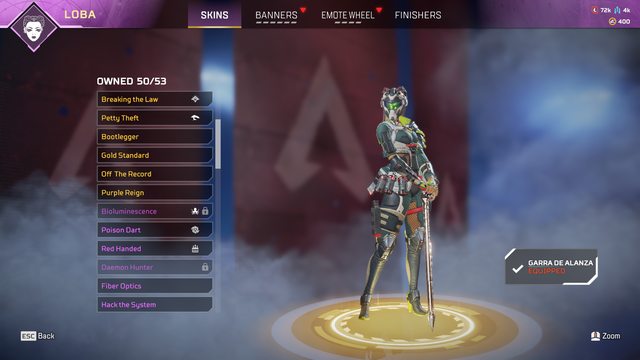 LOBA
SKINS
BANNERS
EMOTE WHEEL
FINISHERS
72k
4k
400
OWNED 50/53
Breaking the Law
Petty Theft
Bootlegger
Gold Standard
Off The Record
Purple Reign
Bioluminescence
Poison Dart
Red Handed
Daemon Hunter
Fiber Optics
Hack the System
GARRA DE ALANZA
EQUIPPED
ESC Back
Zoom